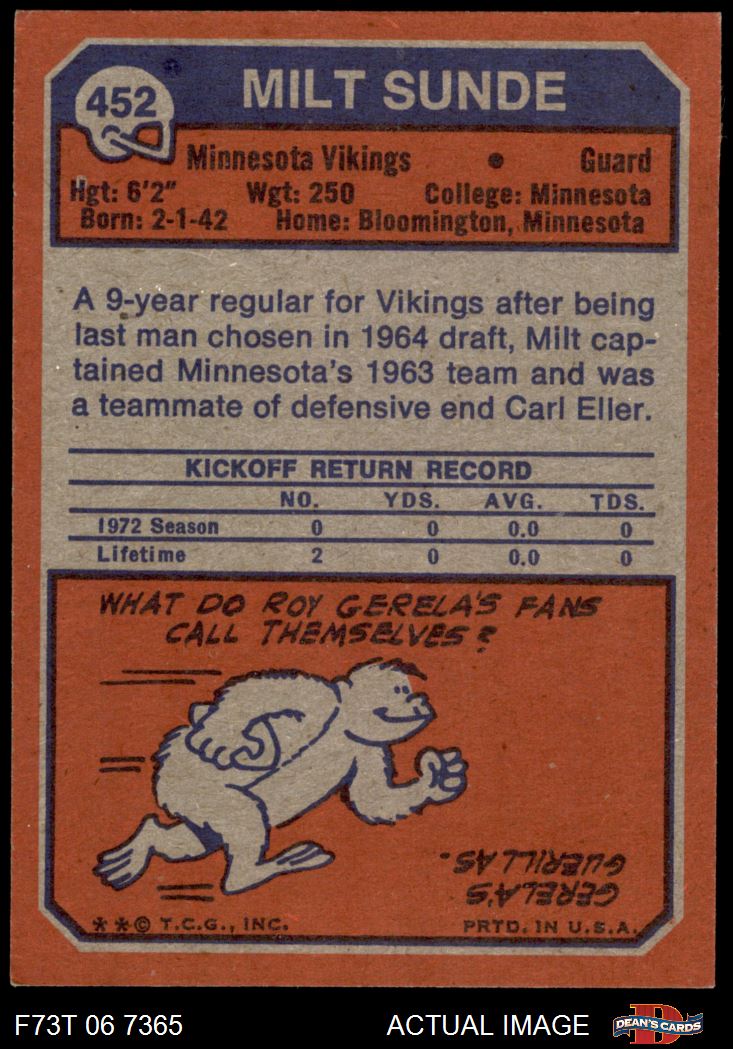 452
MILT SUNDE
Minnesota Vikings • Guard
Hgt: 6'2" Wgt: 250 College: Minnesota
Born: 2-1-42 Home: Bloomington, Minnesota
A 9-year regular for Vikings after being
last man chosen in 1964 draft, Milt cap-
tained Minnesota's 1963 team and was
a teammate of defensive end Carl Eller.
KICKOFF RETURN RECORD
NO. YDS. AVG. TDS.
1972 Season 0 0 0.0 0
Lifetime 2 0 0.0 0
WHAT DO ROY GERELA'S FANS
CALL THEMSELVES?
GERELA'S
GUERILLAS.
**© T.C.G., INC. PRTD. IN U.S.A.
F73T 06 7365 ACTUAL IMAGE
D
DEAN'S CARDS